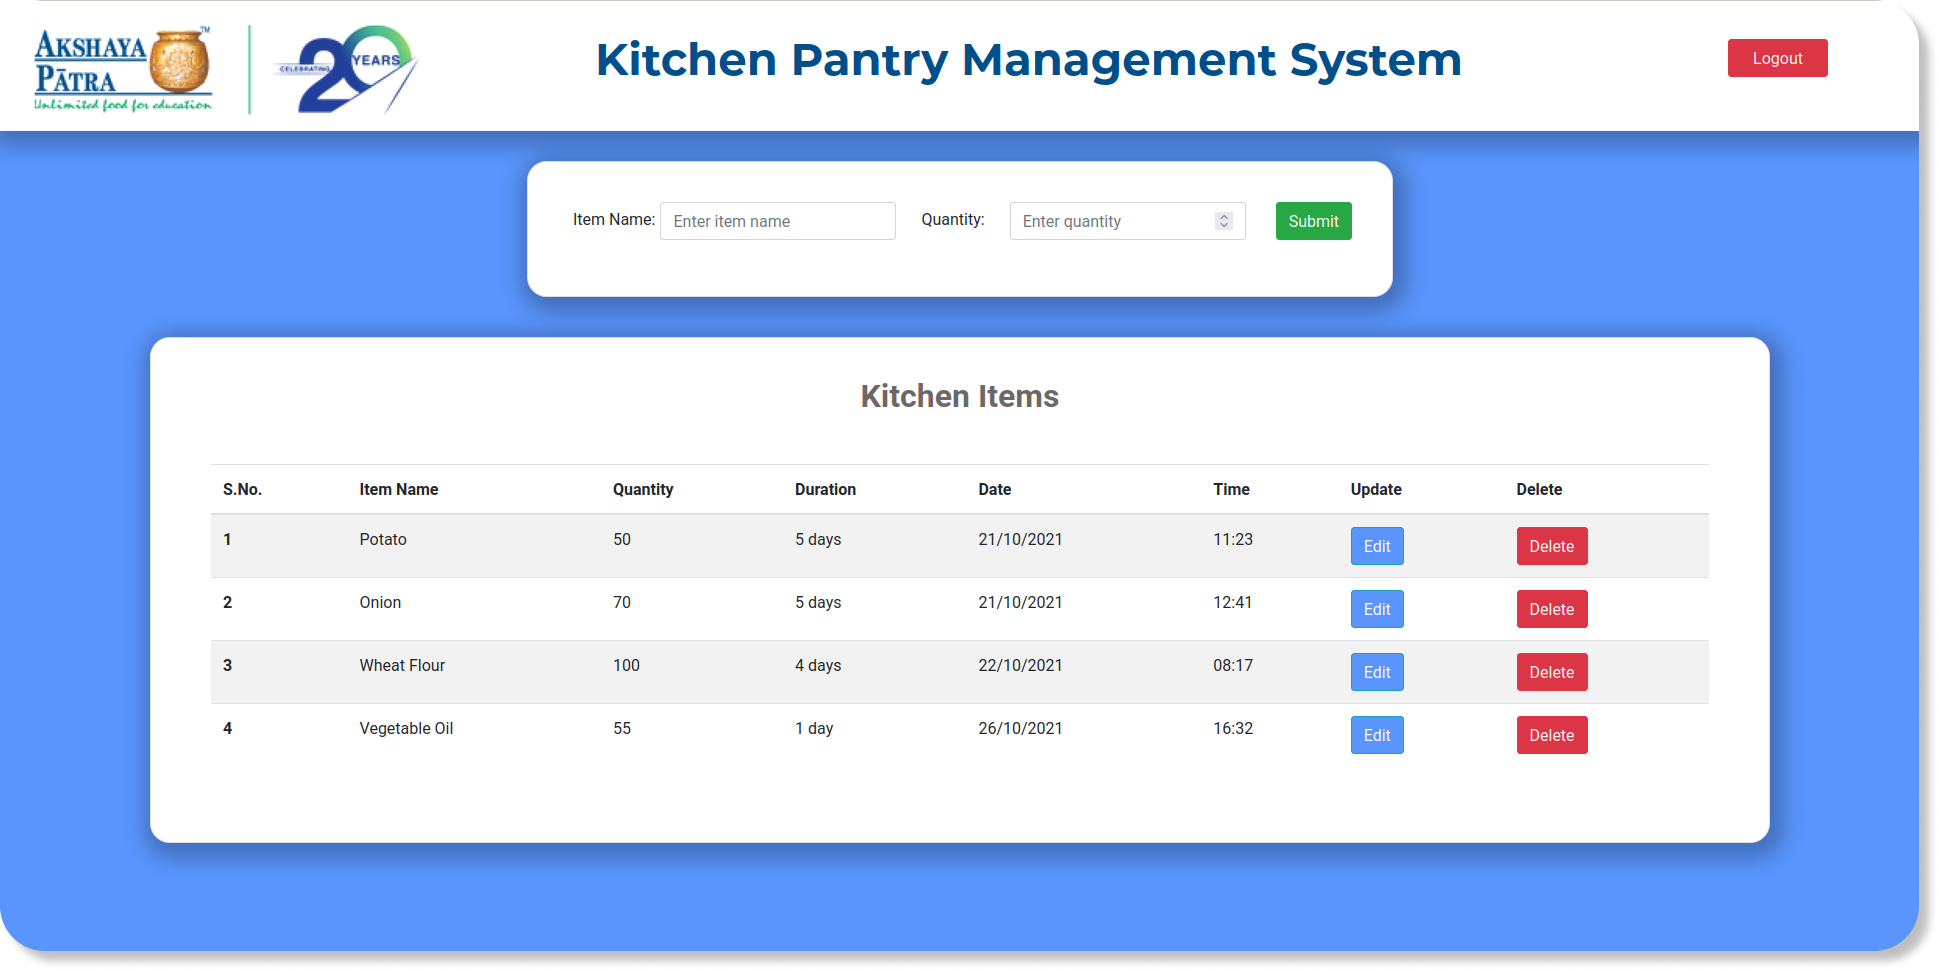 AKSHAYA
PĀTRA
TM
Unlimited food for education
CELEBRATING 20 YEARS
Kitchen Pantry Management System
Logout
Item Name: Enter item name Quantity: Enter quantity Submit
Kitchen Items
S.No. Item Name Quantity Duration Date Time Update Delete
1 Potato 50 5 days 21/10/2021 11:23 Edit Delete
2 Onion 70 5 days 21/10/2021 12:41 Edit Delete
3 Wheat Flour 100 4 days 22/10/2021 08:17 Edit Delete
4 Vegetable Oil 55 1 day 26/10/2021 16:32 Edit Delete